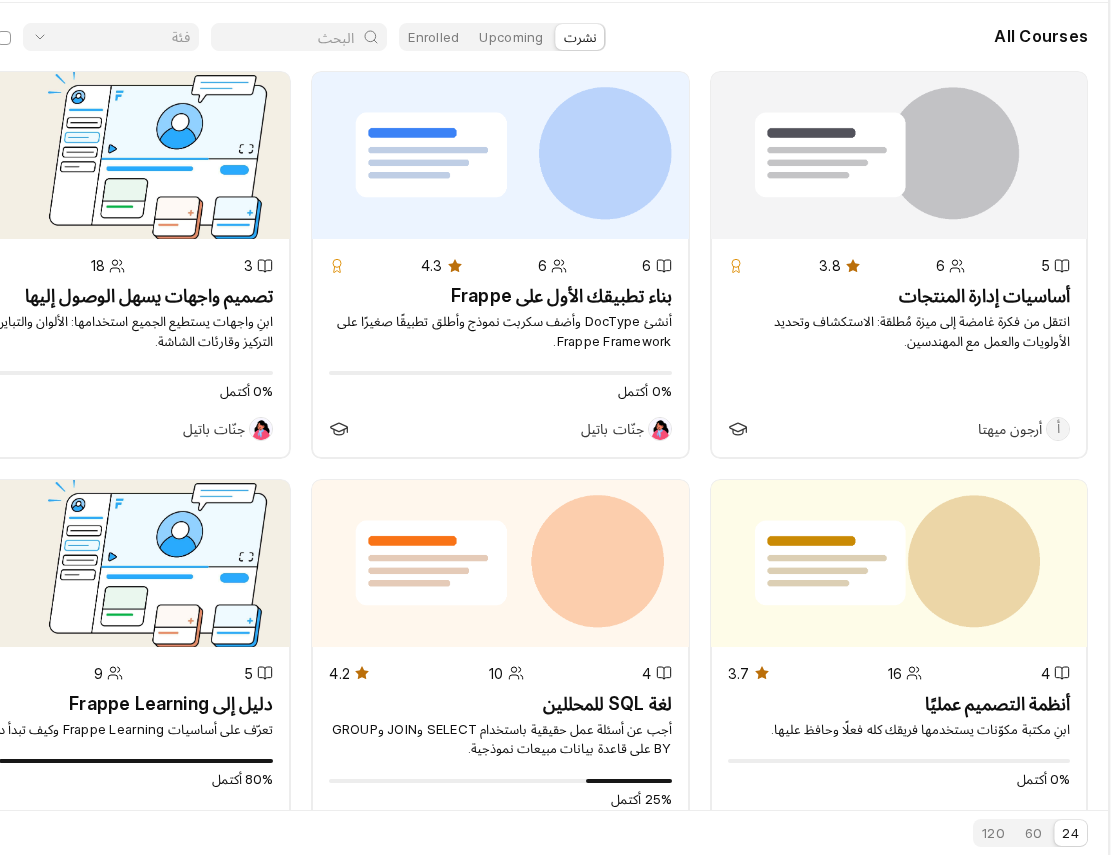 All Courses
نشرت
Upcoming
Enrolled
البحث
فئة
5
6
3.8
أساسيات إدارة المنتجات
انتقل من فكرة غامضة إلى ميزة مُطلقة: الاستكشاف وتحديد
الأولويات والعمل مع المهندسين.
أ
أرجون ميهتا
6
6
4.3
بناء تطبيقك الأول على Frappe
أنشئ DocType وأضف سكربت نموذج وأطلق تطبيقًا صغيرًا على
Frappe Framework.
0% أكتمل
جنّات باتيل
3
18
تصميم واجهات يسهل الوصول إليها
ابنِ واجهات يستطيع الجميع استخدامها: الألوان والتباين
التركيز وقارئات الشاشة.
0% أكتمل
جنّات باتيل
4
16
3.7
أنظمة التصميم عمليًا
ابنِ مكتبة مكوّنات يستخدمها فريقك كله فعلًا وحافظ عليها.
0% أكتمل
4
10
4.2
لغة SQL للمحللين
أجب عن أسئلة عمل حقيقية باستخدام SELECT وJOIN وGROUP
BY على قاعدة بيانات مبيعات نموذجية.
25% أكتمل
5
9
دليل إلى Frappe Learning
تعرّف على أساسيات Frappe Learning وكيف تبدأ
80% أكتمل
24
60
120